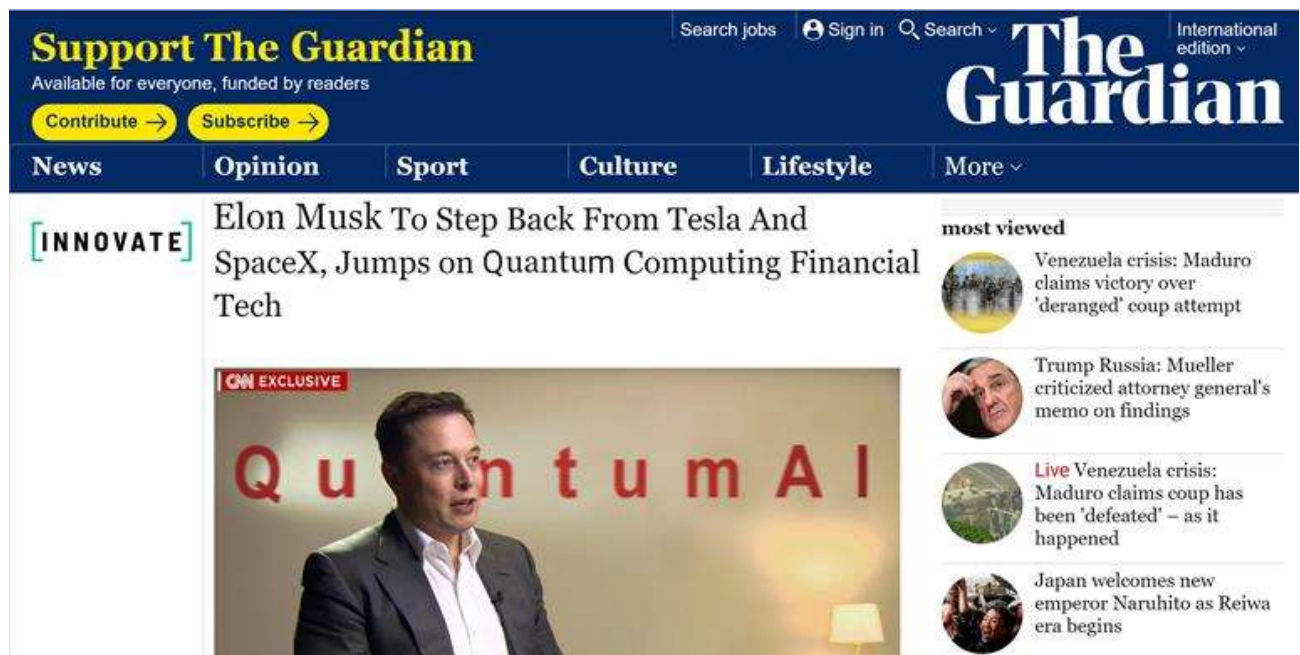 Support The Guardian
Available for everyone, funded by readers
Contribute →
Subscribe →
Search jobs
Sign in
Search
The Guardian
International edition
News
Opinion
Sport
Culture
Lifestyle
More
[INNOVATE]
Elon Musk To Step Back From Tesla And
SpaceX, Jumps on Quantum Computing Financial
Tech
CNN EXCLUSIVE
Qu ntumAI
most viewed
Venezuela crisis: Maduro
claims victory over
'deranged' coup attempt
Trump Russia: Mueller
criticized attorney general's
memo on findings
Live Venezuela crisis:
Maduro claims coup has
been 'defeated' – as it
happened
Japan welcomes new
emperor Naruhito as Reiwa
era begins